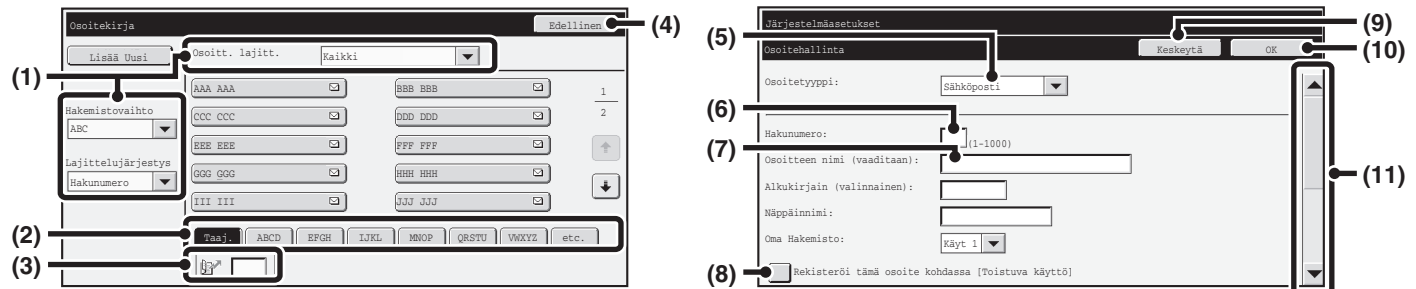 Osoitekirja
Edellinen
(4)
Lisää Uusi
Osoitt. lajitt.
Kaikki
(1)
AAA AAA
BBB BBB
1
Hakemistovaihto
ABC
CCC CCC
DDD DDD
2
EEE EEE
FFF FFF
Lajittelujärjestys
Hakunumero
GGG GGG
HHH HHH
III III
JJJ JJJ
(2)
Taaj.
ABCD
EFGH
IJKL
MNOP
QRSTU
VWXYZ
etc.
(3)
Järjestelmäasetukset
(9)
(5)
Osoitehallinta
Keskeytä
OK
(10)
Osoitetyyppi:
Sähköposti
(6)
Hakunumero:
(1-1000)
(7)
Osoitteen nimi (vaaditaan):
Alkukirjain (valinnainen):
(11)
Näppäinnimi:
Oma Hakemisto:
Käyt 1
(8)
Rekisteröi tämä osoite kohdassa [Toistuva käyttö]